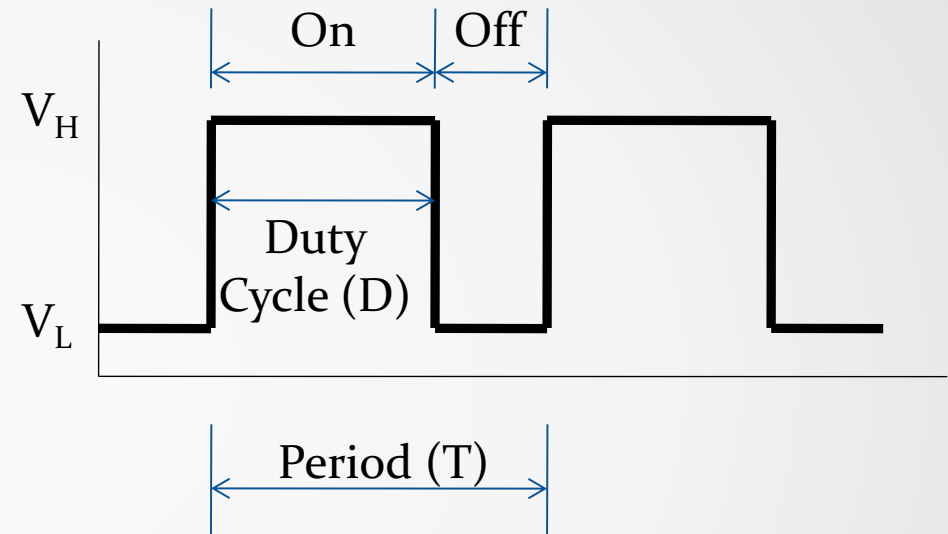 On Off
V_H
Duty
Cycle (D)
V_L
Period (T)